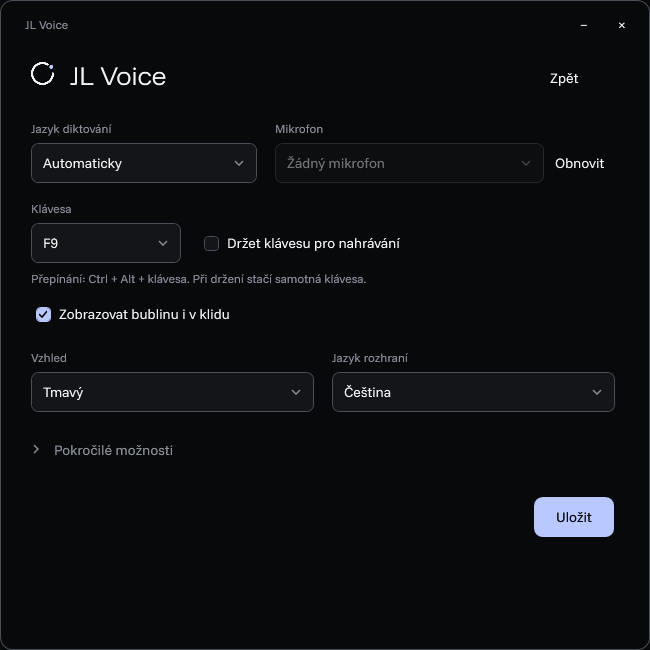 JL Voice
JL Voice
Zpět
Jazyk diktování
Mikrofon
Automaticky
Žádný mikrofon
Obnovit
Klávesa
F9
Držet klávesu pro nahrávání
Přepínání: Ctrl + Alt + klávesa. Při držení stačí samotná klávesa.
Zobrazovat bublinu i v klidu
Vzhled
Jazyk rozhraní
Tmavý
Čeština
Pokročilé možnosti
Uložit